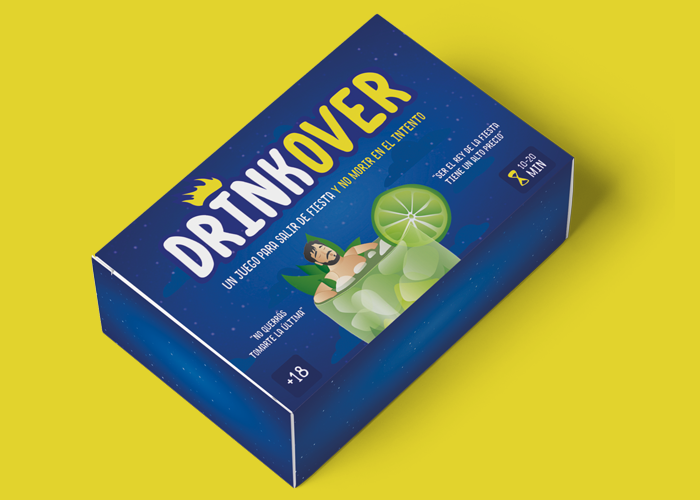 DRINKOVER
UN JUEGO PARA SALIR DE FIESTA Y NO MORIR EN EL INTENTO
"SER EL REY DE LA FIESTA
TIENE UN ALTO PRECIO"
10-20
MIN
"NO QUERRÁS
TOMARTE LA ÚLTIMA"
+18